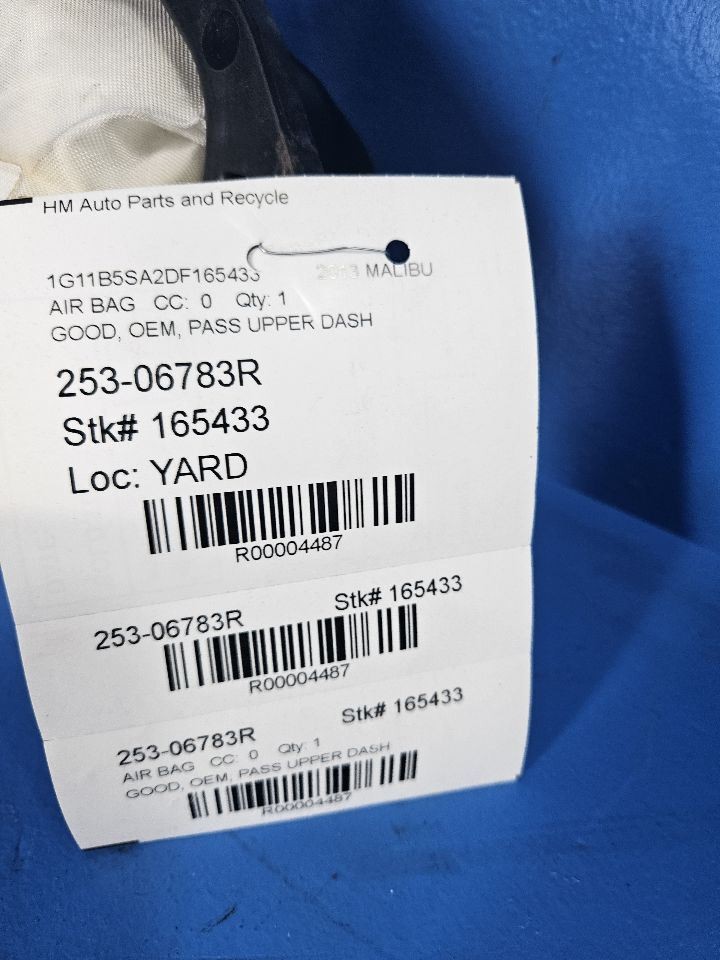 HM Auto Parts and Recycle
1G11B5SA2DF165433 2013 MALIBU
AIR BAG CC: 0 Qty: 1
GOOD, OEM, PASS UPPER DASH
253-06783R
Stk# 165433
Loc: YARD
R00004487
253-06783R Stk# 165433
R00004487
253-06783R Stk# 165433
AIR BAG CC: 0 Qty: 1
GOOD, OEM, PASS UPPER DASH
R00004487